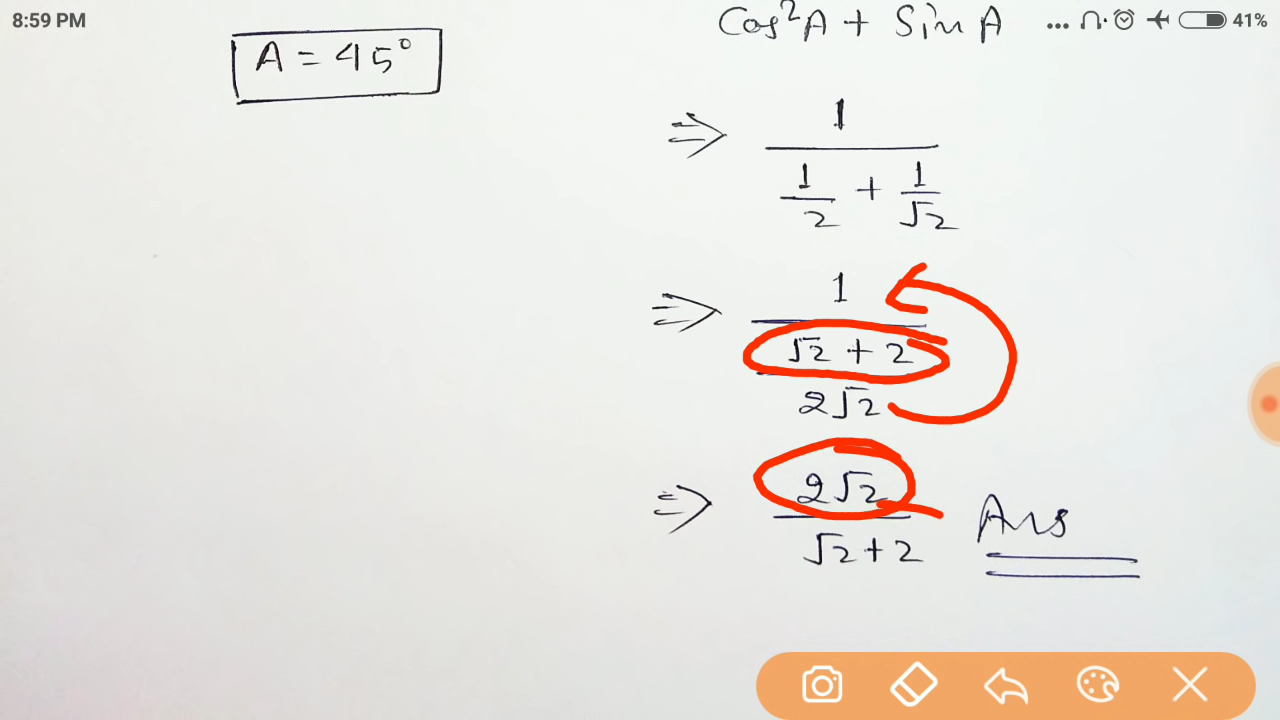 8:59 PM
... 41%
Cos²A + Sin A
A = 45°
⇒ 1
1/2 + 1/√2
⇒ 1
√2 + 2
2√2
⇒ 2√2
√2 + 2 Ans